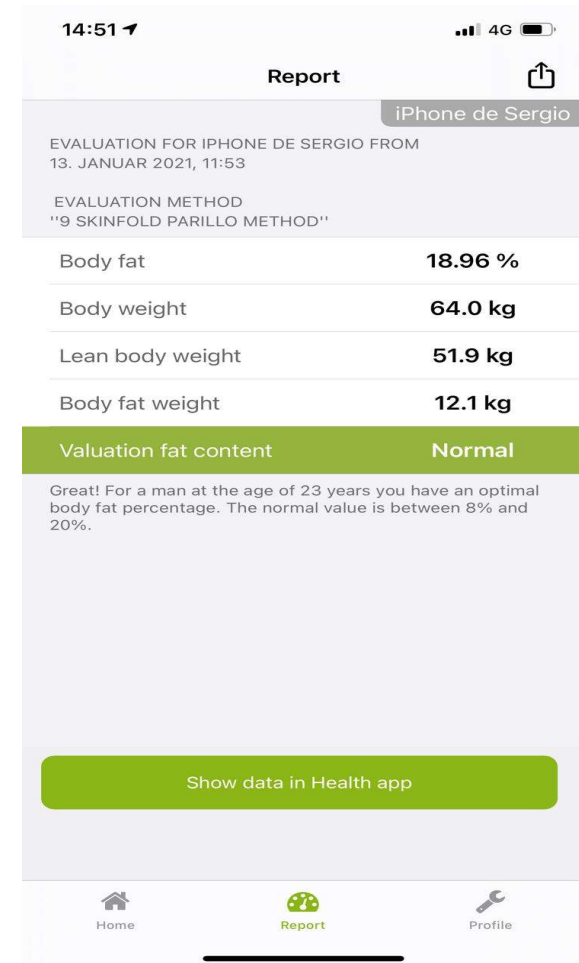 14:51
4G
Report
iPhone de Sergio
EVALUATION FOR IPHONE DE SERGIO FROM
13. JANUAR 2021, 11:53
EVALUATION METHOD
''9 SKINFOLD PARILLO METHOD''
Body fat 18.96 %
Body weight 64.0 kg
Lean body weight 51.9 kg
Body fat weight 12.1 kg
Valuation fat content Normal
Great! For a man at the age of 23 years you have an optimal
body fat percentage. The normal value is between 8% and
20%.
Show data in Health app
Home Report Profile